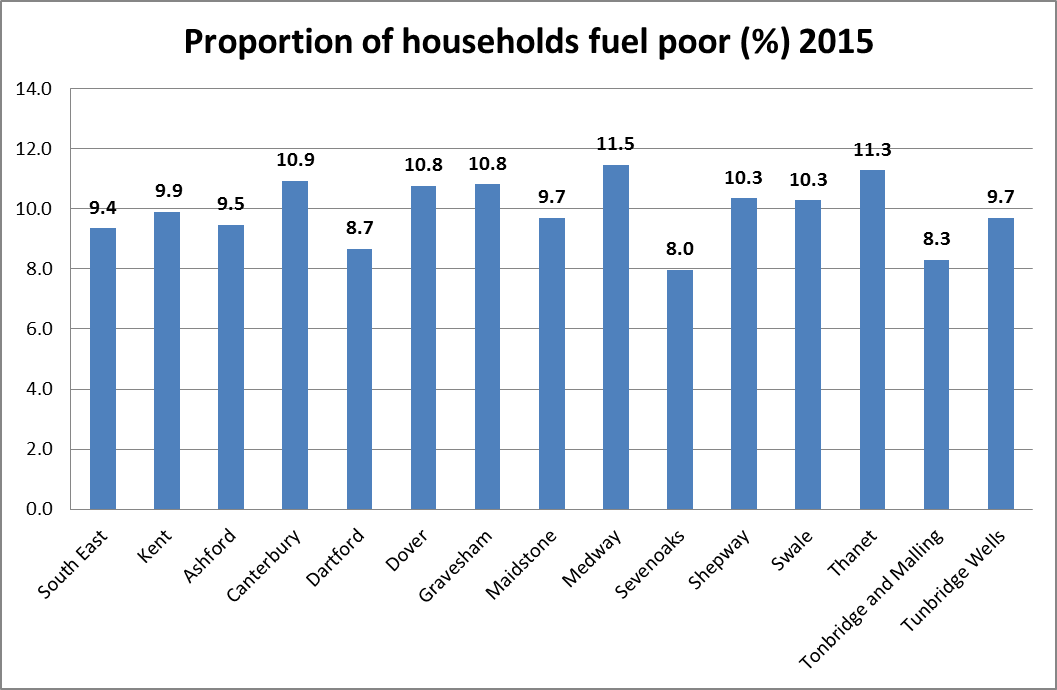 Proportion of households fuel poor (%) 2015
14.0
12.0
10.0
8.0
6.0
4.0
2.0
0.0
9.4
9.9
9.5
10.9
8.7
10.8
10.8
9.7
11.5
8.0
10.3
10.3
11.3
8.3
9.7
South East
Kent
Ashford
Canterbury
Dartford
Dover
Gravesham
Maidstone
Medway
Sevenoaks
Shepway
Swale
Thanet
Tonbridge and Malling
Tunbridge Wells